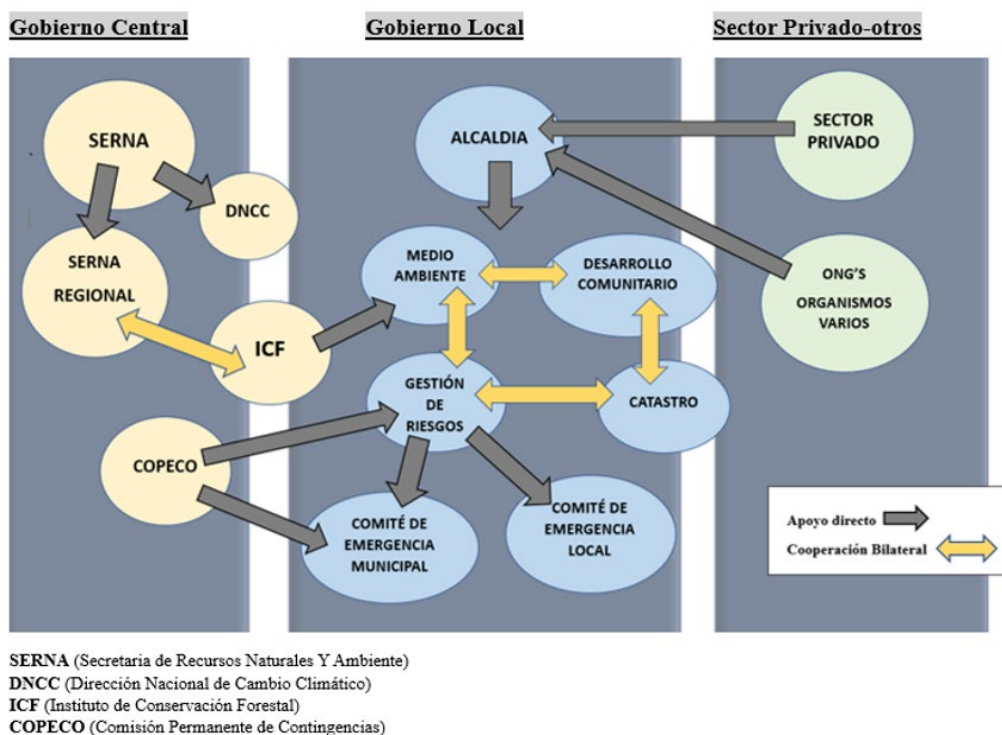 Gobierno Central
Gobierno Local
Sector Privado-otros
SERNA
DNCC
SERNA
REGIONAL
ICF
COPECO
ALCALDIA
MEDIO
AMBIENTE
DESARROLLO
COMUNITARIO
GESTIÓN
DE
RIESGOS
CATASTRO
COMITÉ DE
EMERGENCIA
MUNICIPAL
COMITÉ DE
EMERGENCIA
LOCAL
SECTOR
PRIVADO
ONG'S
ORGANISMOS
VARIOS
Apoyo directo
Cooperación Bilateral
SERNA (Secretaria de Recursos Naturales Y Ambiente)
DNCC (Dirección Nacional de Cambio Climático)
ICF (Instituto de Conservación Forestal)
COPECO (Comisión Permanente de Contingencias)